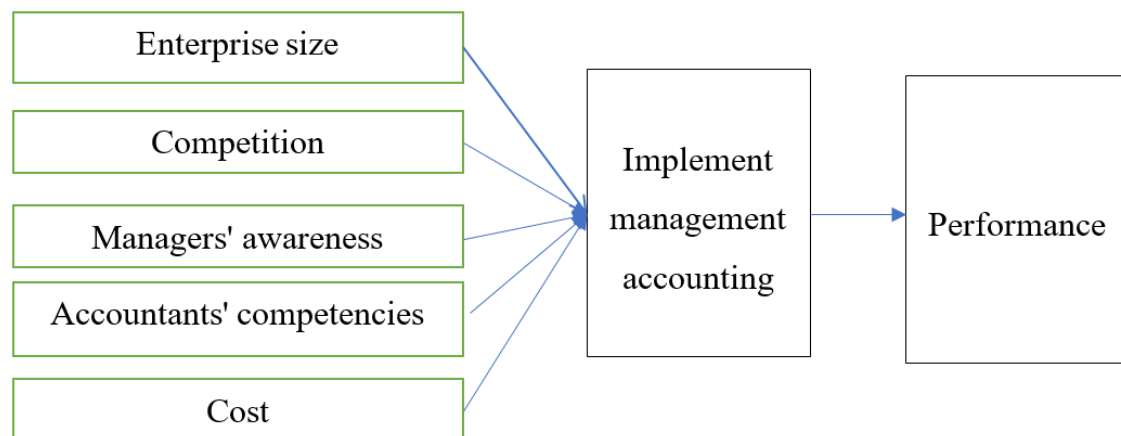 Enterprise size
Competition
Managers' awareness
Accountants' competencies
Cost
Implement
management
accounting
Performance